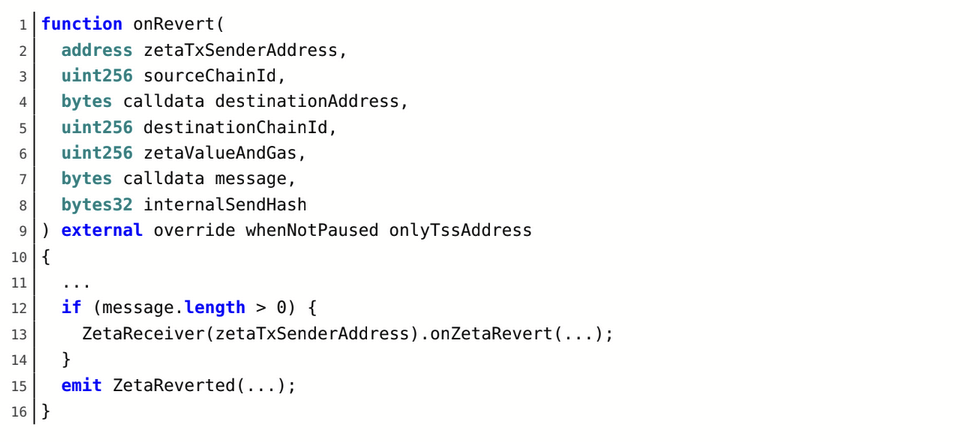 1 function onRevert(
2   address zetaTxSenderAddress,
3   uint256 sourceChainId,
4   bytes calldata destinationAddress,
5   uint256 destinationChainId,
6   uint256 zetaValueAndGas,
7   bytes calldata message,
8   bytes32 internalSendHash
9 ) external override whenNotPaused onlyTssAddress
10 {
11   ...
12   if (message.length > 0) {
13     ZetaReceiver(zetaTxSenderAddress).onZetaRevert(...);
14   }
15   emit ZetaReverted(...);
16 }